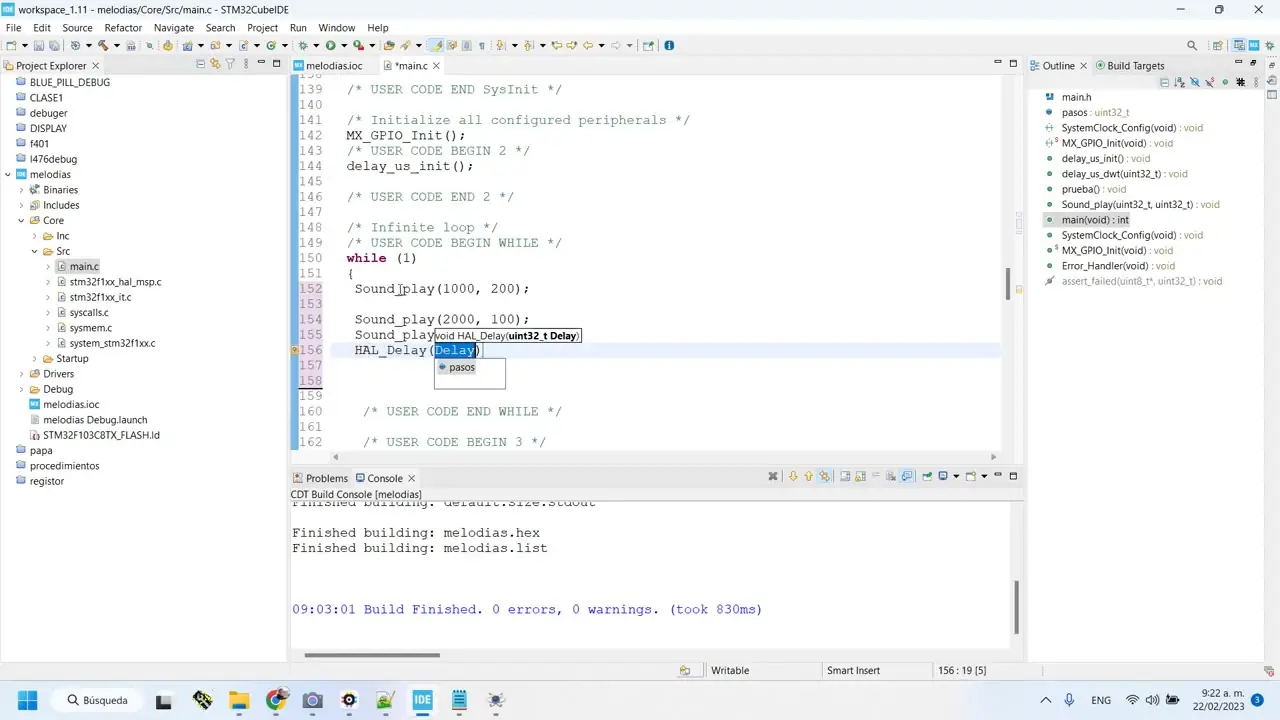 workspace_1.11 - melodias/Core/Src/main.c - STM32CubeIDE
File Edit Source Refactor Navigate Search Project Run Window Help
Project Explorer
BLUE_PILL_DEBUG
CLASE1
debuger
DISPLAY
f401
l476debug
melodias
Binaries
Includes
Core
Inc
Src
main.c
stm32f1xx_hal_msp.c
stm32f1xx_it.c
syscalls.c
sysmem.c
system_stm32f1xx.c
Startup
Drivers
Debug
melodias.ioc
melodias Debug.launch
STM32F103C8TX_FLASH.ld
papa
procedimientos
registor
melodias.ioc *main.c
139 /* USER CODE END SysInit */
140
141 /* Initialize all configured peripherals */
142 MX_GPIO_Init();
143 /* USER CODE BEGIN 2 */
144 delay_us_init();
145
146 /* USER CODE END 2 */
147
148 /* Infinite loop */
149 /* USER CODE BEGIN WHILE */
150 while (1)
151 {
152 Sound_play(1000, 200);
153
154 Sound_play(2000, 100);
155 Sound_play
void HAL_Delay(uint32_t Delay)
156 HAL_Delay(Delay)
157
pasos
158
159
160 /* USER CODE END WHILE */
161
162 /* USER CODE BEGIN 3 */
Problems Console
CDT Build Console [melodias]
Finished building: default.size.stdout
Finished building: melodias.hex
Finished building: melodias.list
09:03:01 Build Finished. 0 errors, 0 warnings. (took 830ms)
Outline Build Targets
main.h
pasos : uint32_t
SystemClock_Config(void) : void
MX_GPIO_Init(void) : void
delay_us_init() : void
delay_us_dwt(uint32_t) : void
prueba() : void
Sound_play(uint32_t, uint32_t) : void
main(void) : int
SystemClock_Config(void) : void
MX_GPIO_Init(void) : void
Error_Handler(void) : void
assert_failed(uint8_t*, uint32_t) : void
Writable Smart Insert 156 : 19 [5]
Búsqueda
IDE
ENG
9:22 a. m.
22/02/2023
3